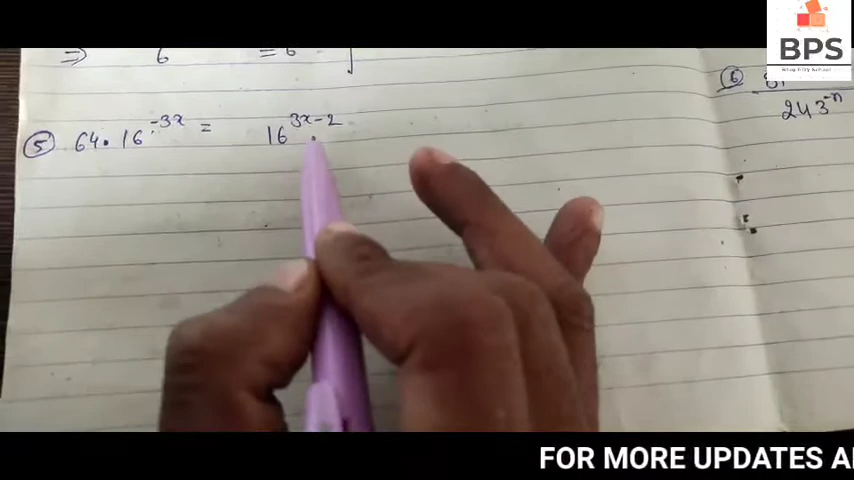 ⇒ 6 = 6
⑤ 64 · 16^{-3x} = 16^{3x-2}
⑥
243^{-n}
BPS
FOR MORE UPDATES A